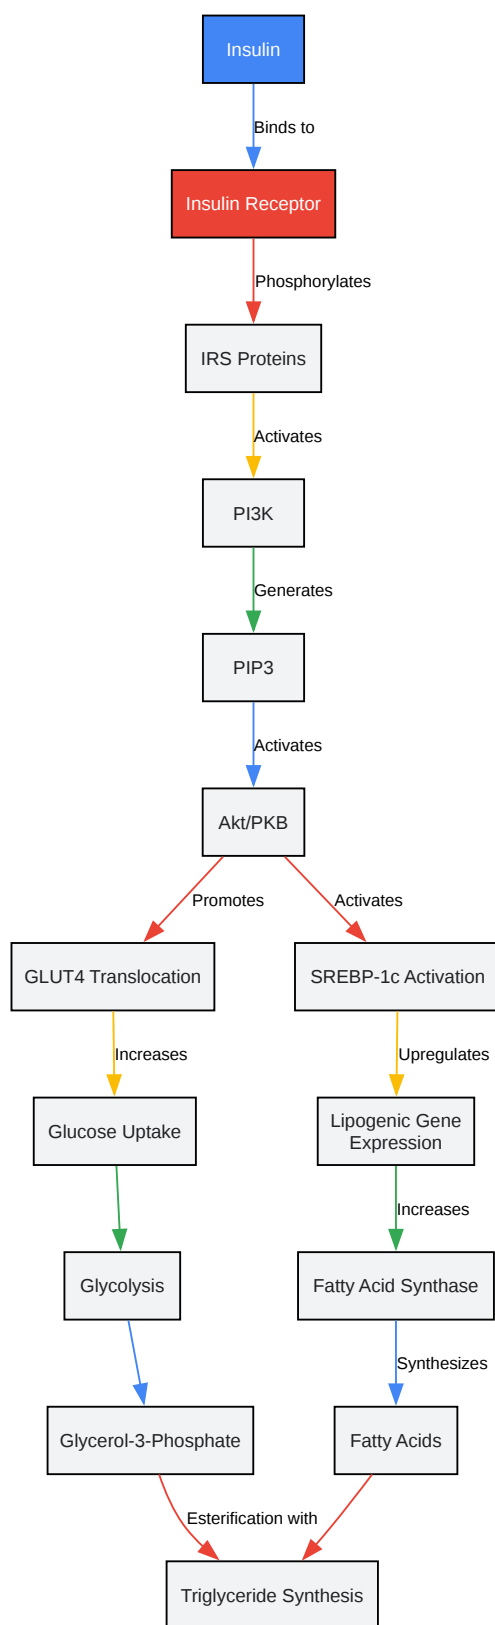 Insulin
Binds to
Insulin Receptor
Phosphorylates
IRS Proteins
Activates
PI3K
Generates
PIP3
Activates
Akt/PKB
Promotes
Activates
GLUT4 Translocation
SREBP-1c Activation
Increases
Upregulates
Glucose Uptake
Lipogenic Gene
Expression
Increases
Glycolysis
Fatty Acid Synthase
Synthesizes
Glycerol-3-Phosphate
Fatty Acids
Esterification with
Triglyceride Synthesis